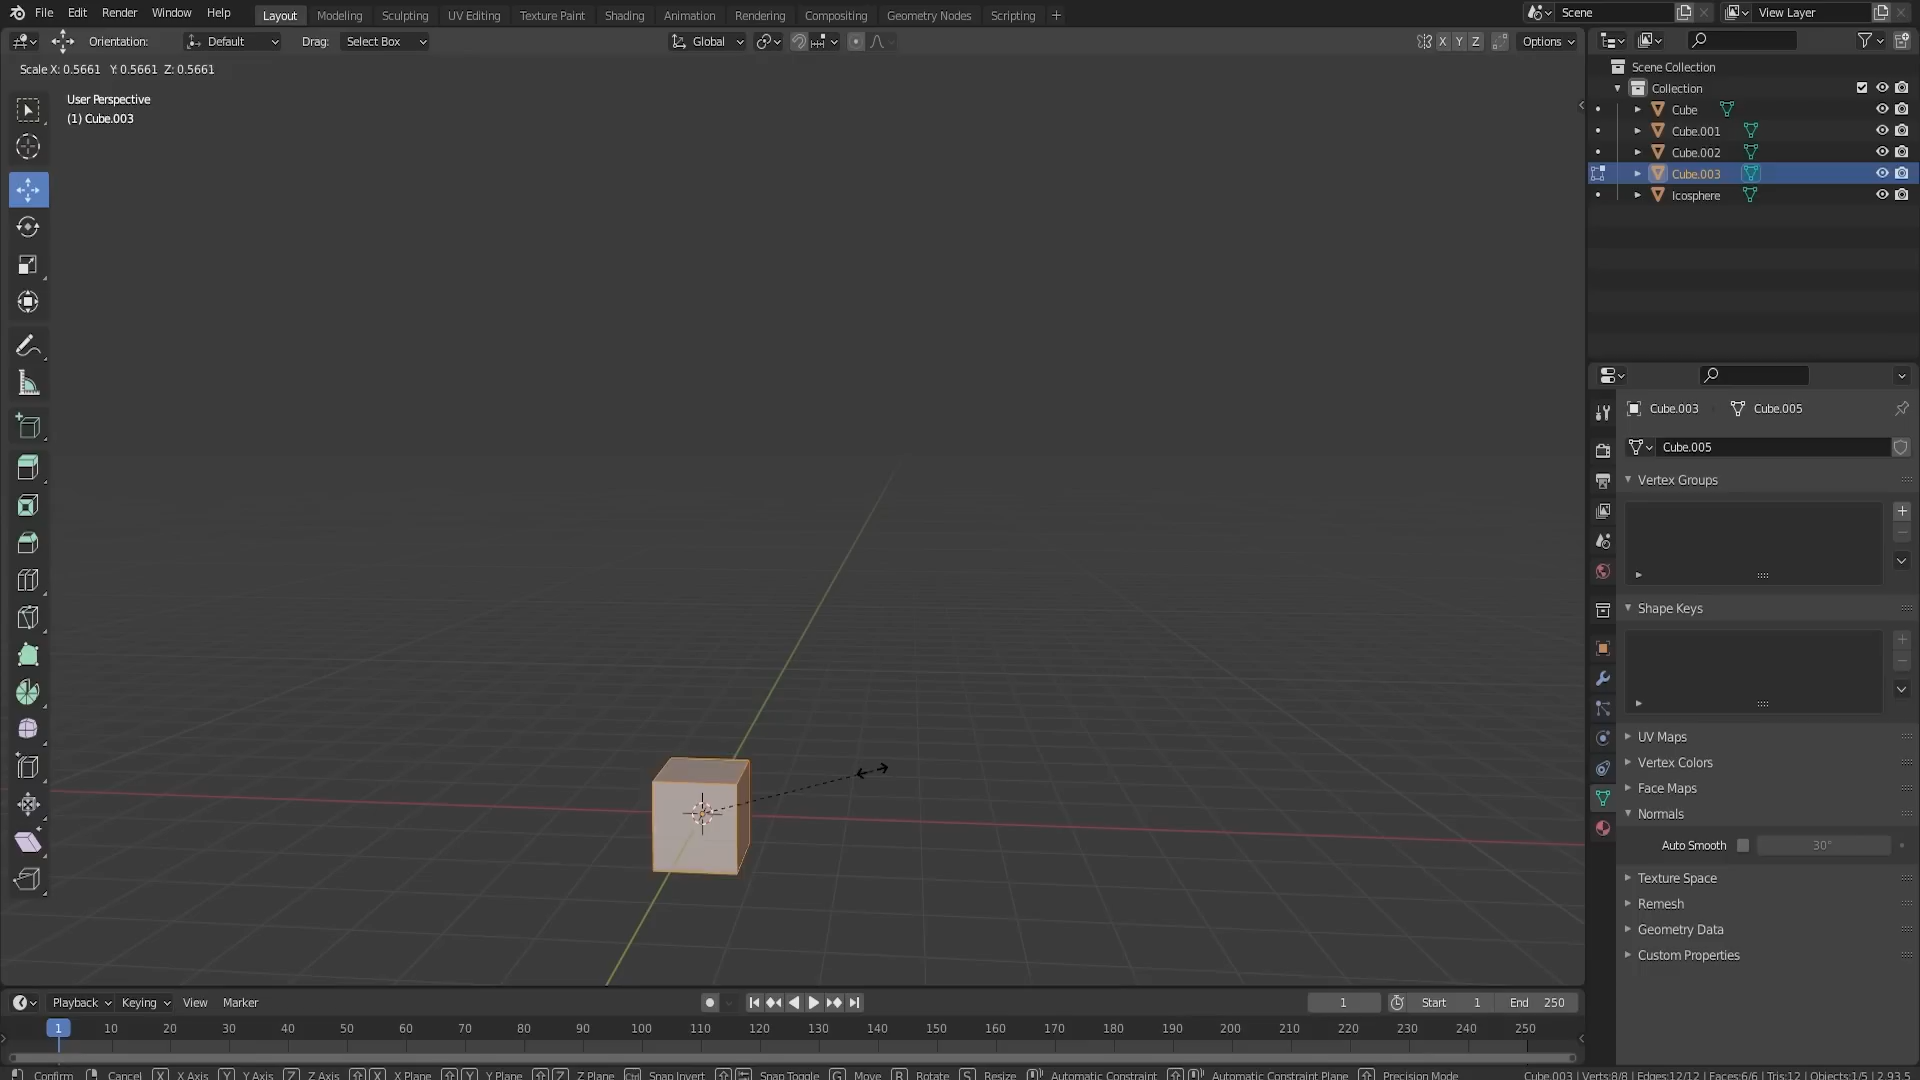 File Edit Render Window Help Layout Modeling Sculpting UV Editing Texture Paint Shading Animation Rendering Compositing Geometry Nodes Scripting + Scene View Layer
Orientation: Default Drag: Select Box Global X Y Z Options
Scale X: 0.5661 Y: 0.5661 Z: 0.5661
User Perspective
(1) Cube.003
Scene Collection
Collection
Cube
Cube.001
Cube.002
Cube.003
Icosphere
Cube.003 Cube.005
Cube.005
Vertex Groups
Shape Keys
UV Maps
Vertex Colors
Face Maps
Normals
Auto Smooth 30°
Texture Space
Remesh
Geometry Data
Custom Properties
Playback Keying View Marker 1 Start 1 End 250
1 10 20 30 40 50 60 70 80 90 100 110 120 130 140 150 160 170 180 190 200 210 220 230 240 250
Confirm Cancel X X Axis Y Y Axis Z Z Axis X X Plane Y Y Plane Z Z Plane Ctrl Snap Invert Snap Toggle G Move R Rotate S Resize Automatic Constraint Automatic Constraint Plane Precision Mode Cube.003 | Verts:8/8 | Edges:12/12 | Faces:6/6 | Tris:12 | Objects:1/5 | 2.93.5